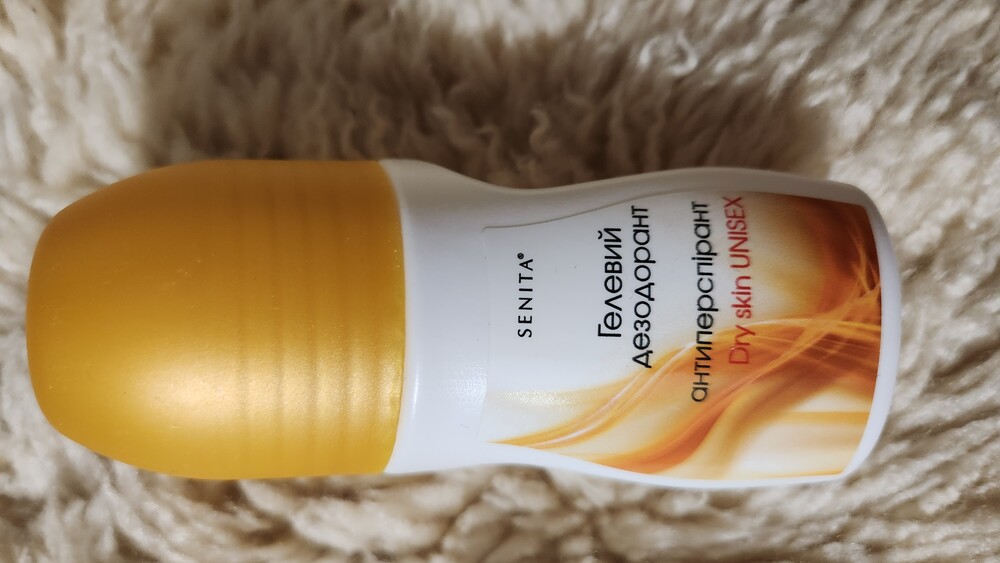 SENITA®
Гелевий
дезодорант
антиперспірант
Dry skin UNISEX